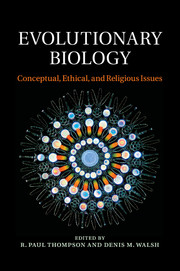 EVOLUTIONARY
BIOLOGY
Conceptual, Ethical, and Religious Issues
EDITED BY
R. PAUL THOMPSON AND DENIS M. WALSH